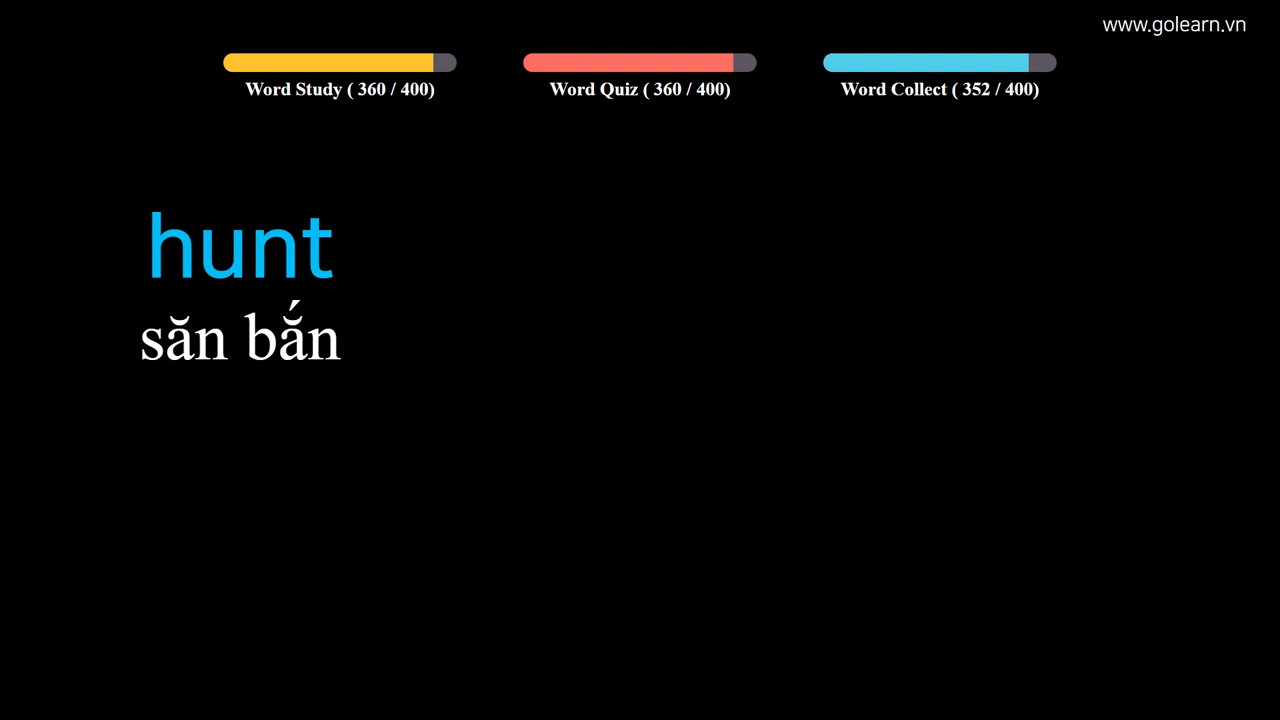 www.golearn.vn
Word Study ( 360 / 400)
Word Quiz ( 360 / 400)
Word Collect ( 352 / 400)
hunt
săn bắn